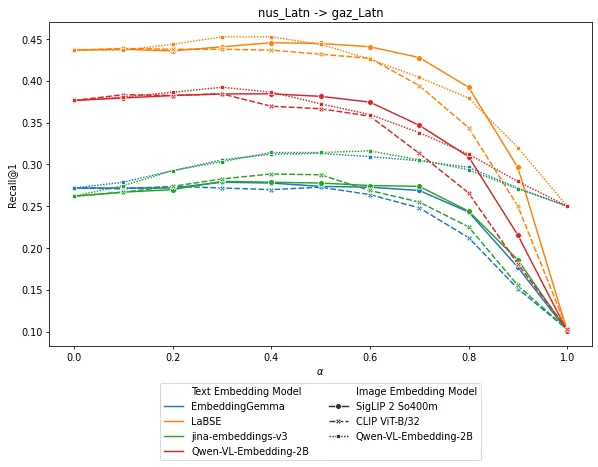 nus_Latn -> gaz_Latn
Recall@1
0.45
0.40
0.35
0.30
0.25
0.20
0.15
0.10
0.0 0.2 0.4 0.6 0.8 1.0
α
Text Embedding Model
EmbeddingGemma
LaBSE
jina-embeddings-v3
Qwen-VL-Embedding-2B
Image Embedding Model
SigLIP 2 So400m
CLIP ViT-B/32
Qwen-VL-Embedding-2B